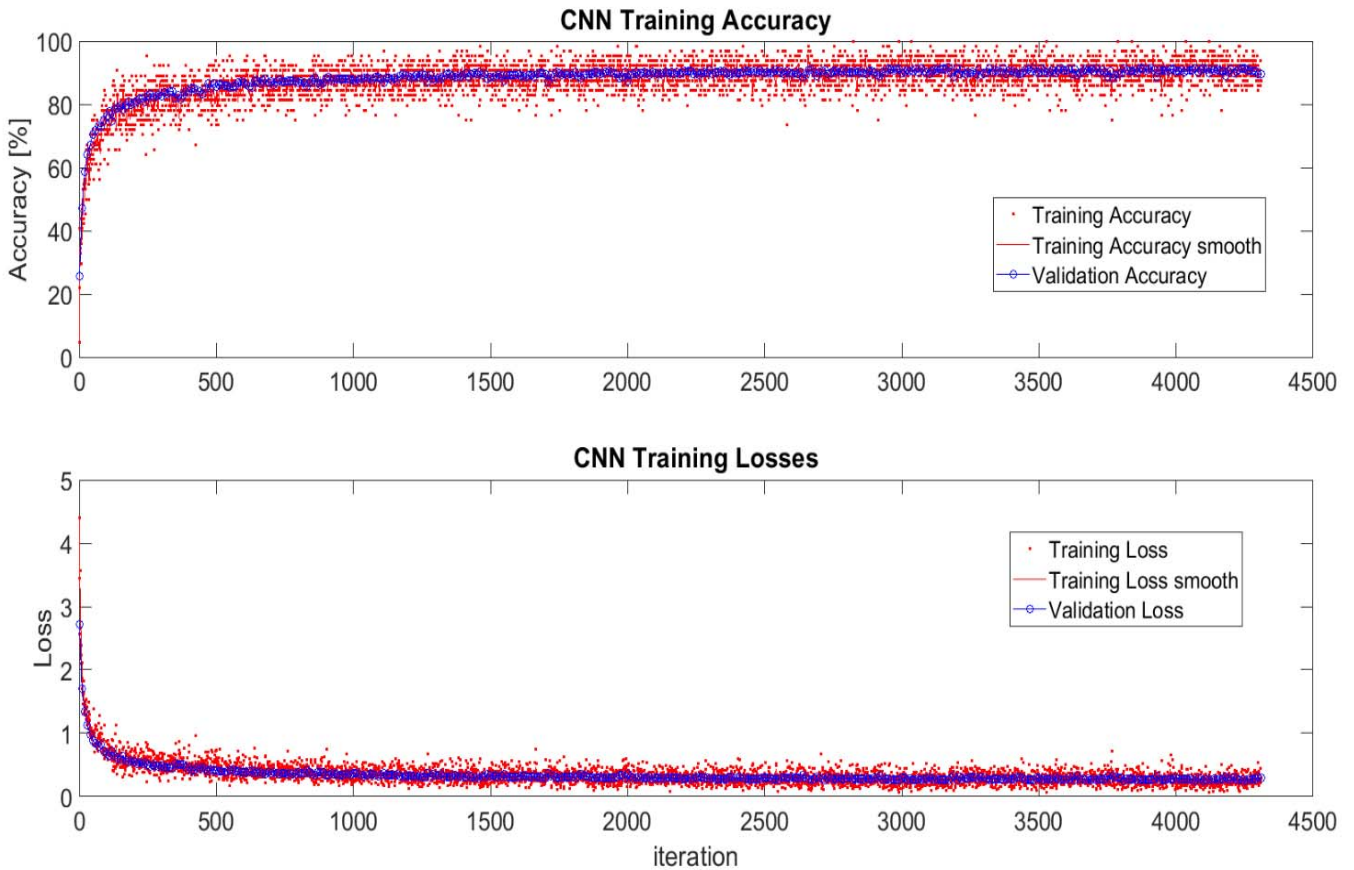 CNN Training Accuracy
100
80
60
40
20
0
Accuracy [%]
Training Accuracy
Training Accuracy smooth
Validation Accuracy
0 500 1000 1500 2000 2500 3000 3500 4000 4500
CNN Training Losses
5
4
3
2
1
0
Loss
Training Loss
Training Loss smooth
Validation Loss
0 500 1000 1500 2000 2500 3000 3500 4000 4500
iteration